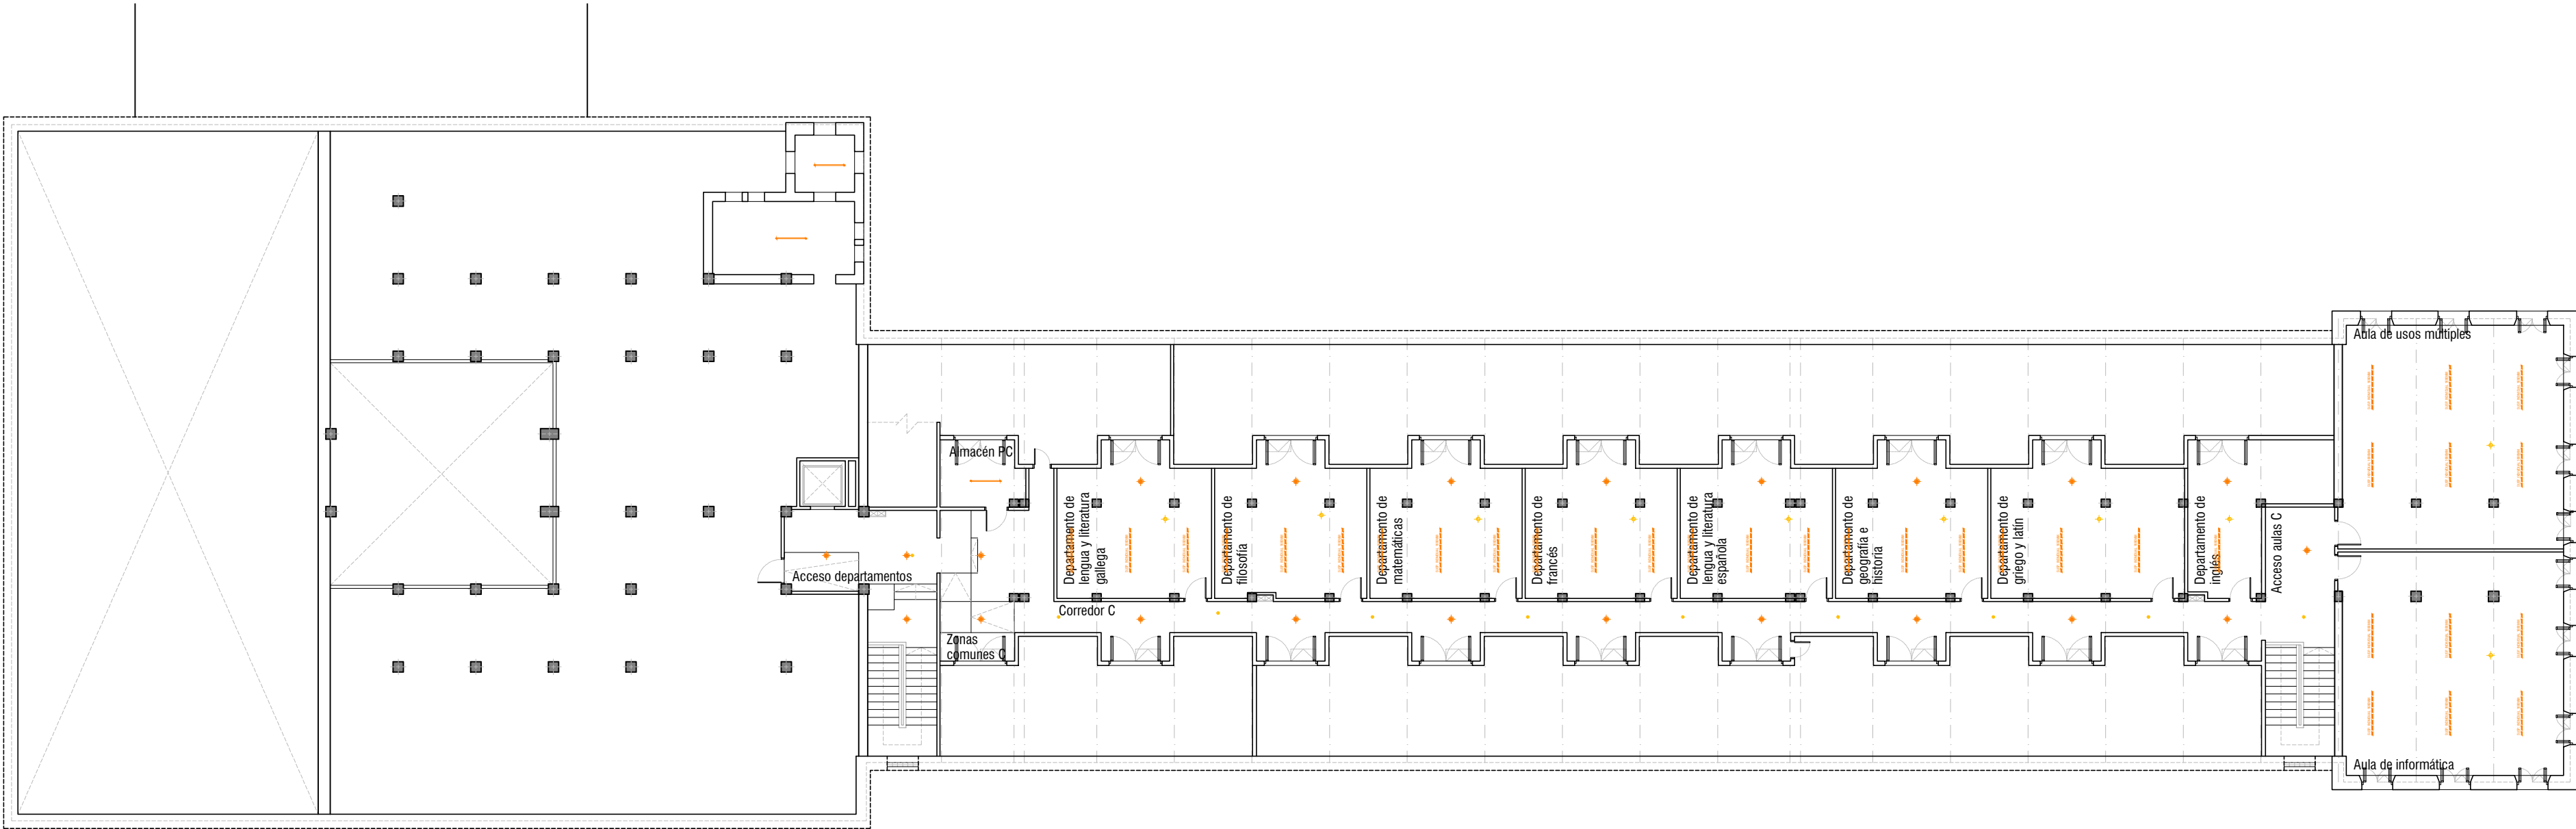 Aula de usos múltiples
Almacén PC
Departamento de
lengua y literatura
gallega
Departamento de
filosofía
Departamento de
matemáticas
Departamento de
francés
Departamento de
lengua y literatura
española
Departamento de
geografía e
historia
Departamento de
griego y latín
Departamento de
inglés
Acceso aulas C
Acceso departamentos
Corredor C
Zonas
comunes C
Aula de informática